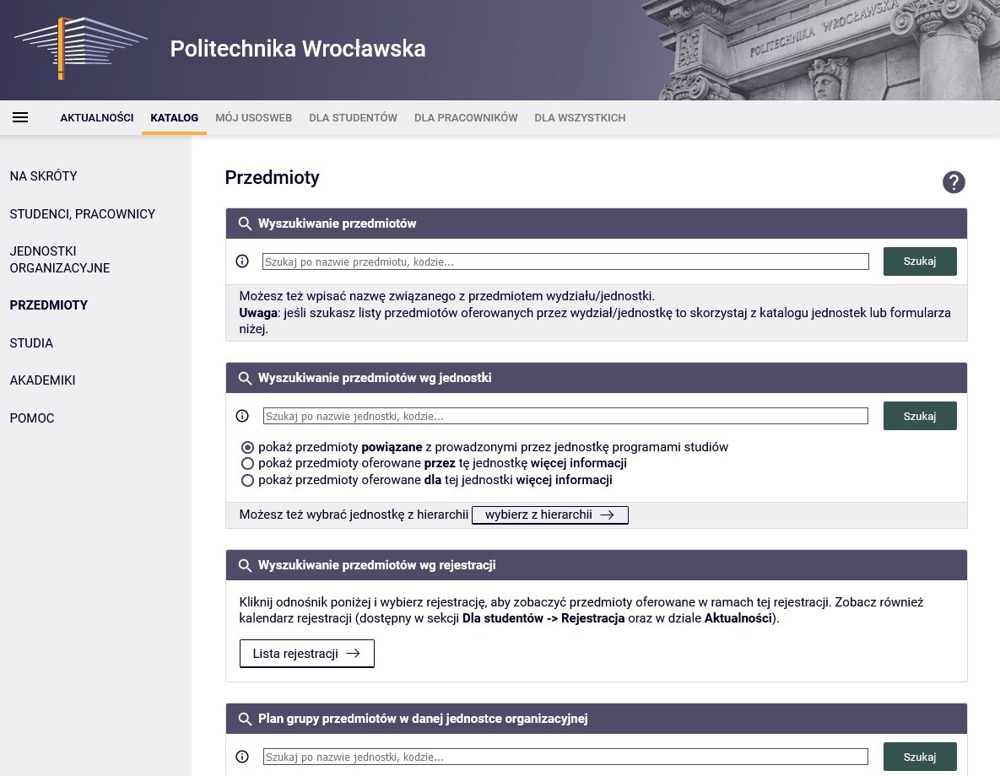 Politechnika Wrocławska
POLITECHNIKA WROCŁAWSKA
AKTUALNOŚCI KATALOG MÓJ USOSWEB DLA STUDENTÓW DLA PRACOWNIKÓW DLA WSZYSTKICH
NA SKRÓTY
STUDENCI, PRACOWNICY
JEDNOSTKI
ORGANIZACYJNE
PRZEDMIOTY
STUDIA
AKADEMIKI
POMOC
Przedmioty
?
Wyszukiwanie przedmiotów
Szukaj po nazwie przedmiotu, kodzie... Szukaj
Możesz też wpisać nazwę związanego z przedmiotem wydziału/jednostki.
Uwaga: jeśli szukasz listy przedmiotów oferowanych przez wydział/jednostkę to skorzystaj z katalogu jednostek lub formularza
niżej.
Wyszukiwanie przedmiotów wg jednostki
Szukaj po nazwie jednostki, kodzie... Szukaj
pokaż przedmioty powiązane z prowadzonymi przez jednostkę programami studiów
pokaż przedmioty oferowane przez tę jednostkę więcej informacji
pokaż przedmioty oferowane dla tej jednostki więcej informacji
Możesz też wybrać jednostkę z hierarchii wybierz z hierarchii →
Wyszukiwanie przedmiotów wg rejestracji
Kliknij odnośnik poniżej i wybierz rejestrację, aby zobaczyć przedmioty oferowane w ramach tej rejestracji. Zobacz również
kalendarz rejestracji (dostępny w sekcji Dla studentów -> Rejestracja oraz w dziale Aktualności).
Lista rejestracji →
Plan grupy przedmiotów w danej jednostce organizacyjnej
Szukaj po nazwie jednostki, kodzie... Szukaj